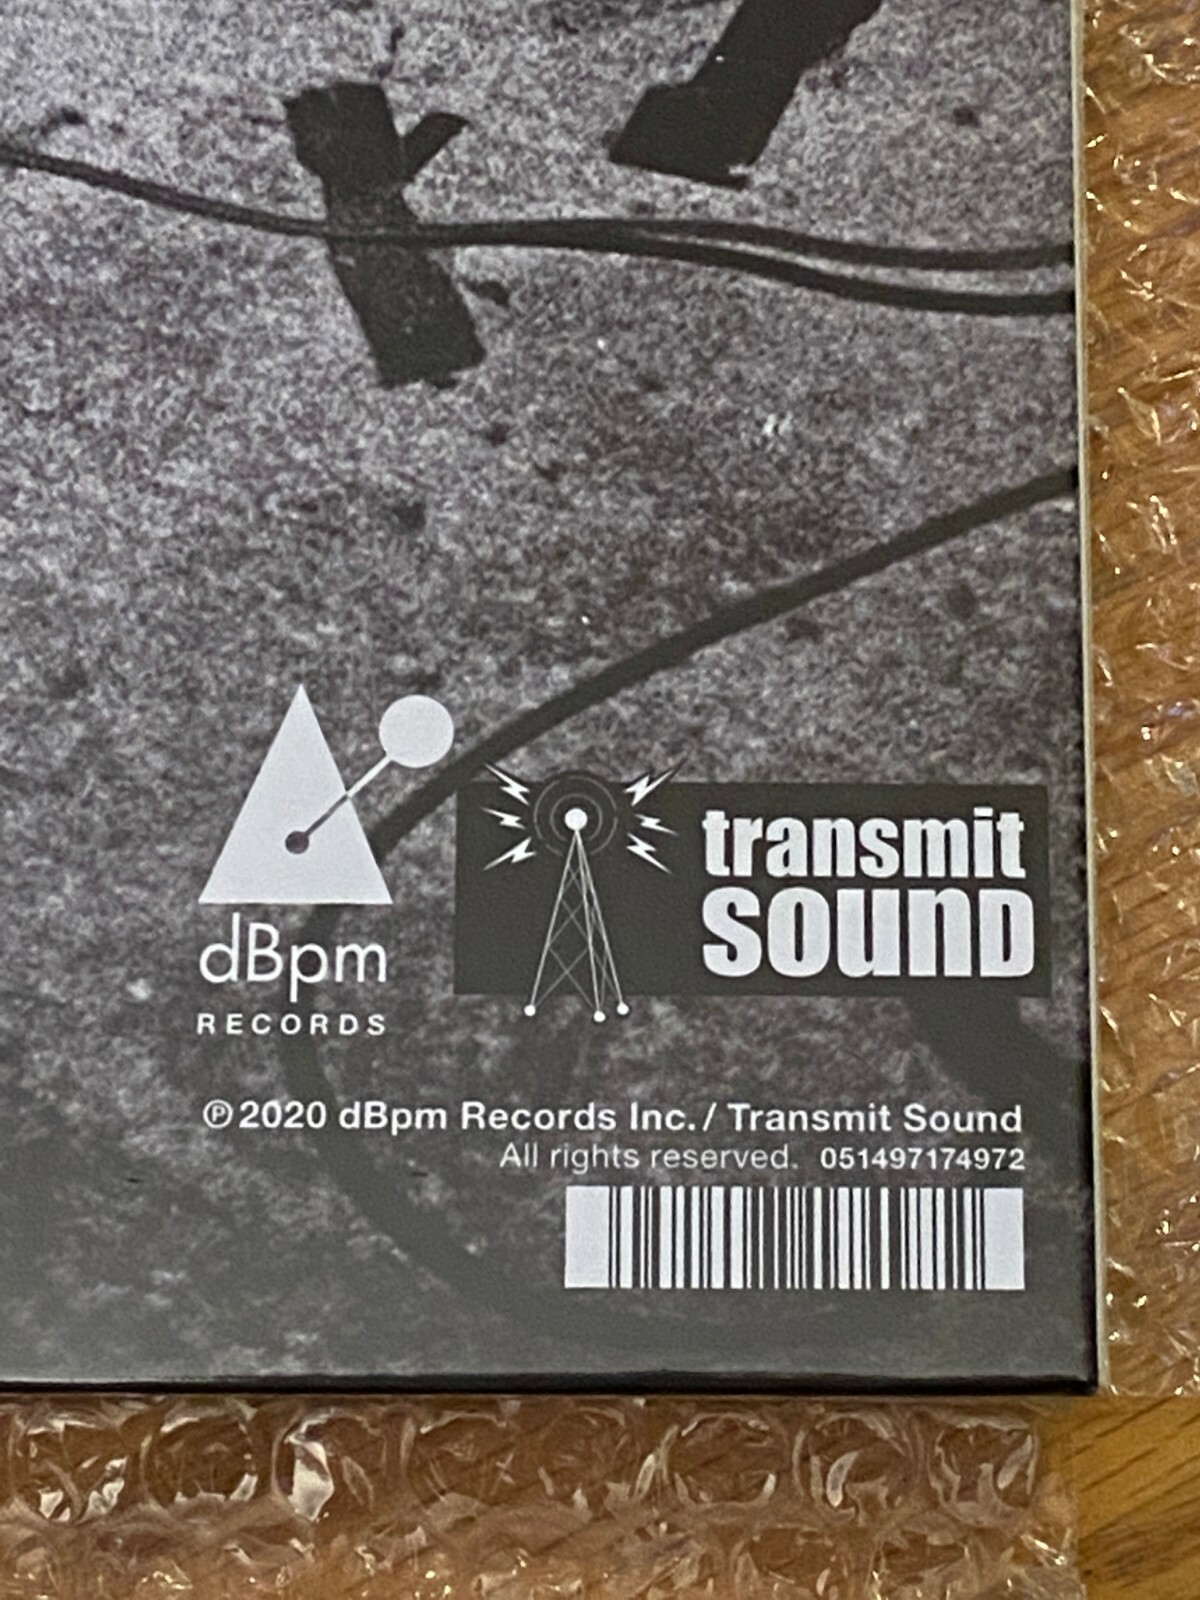 dBpm
RECORDS
transmit
SOUND
℗2020 dBpm Records Inc. / Transmit Sound
All rights reserved. 051497174972